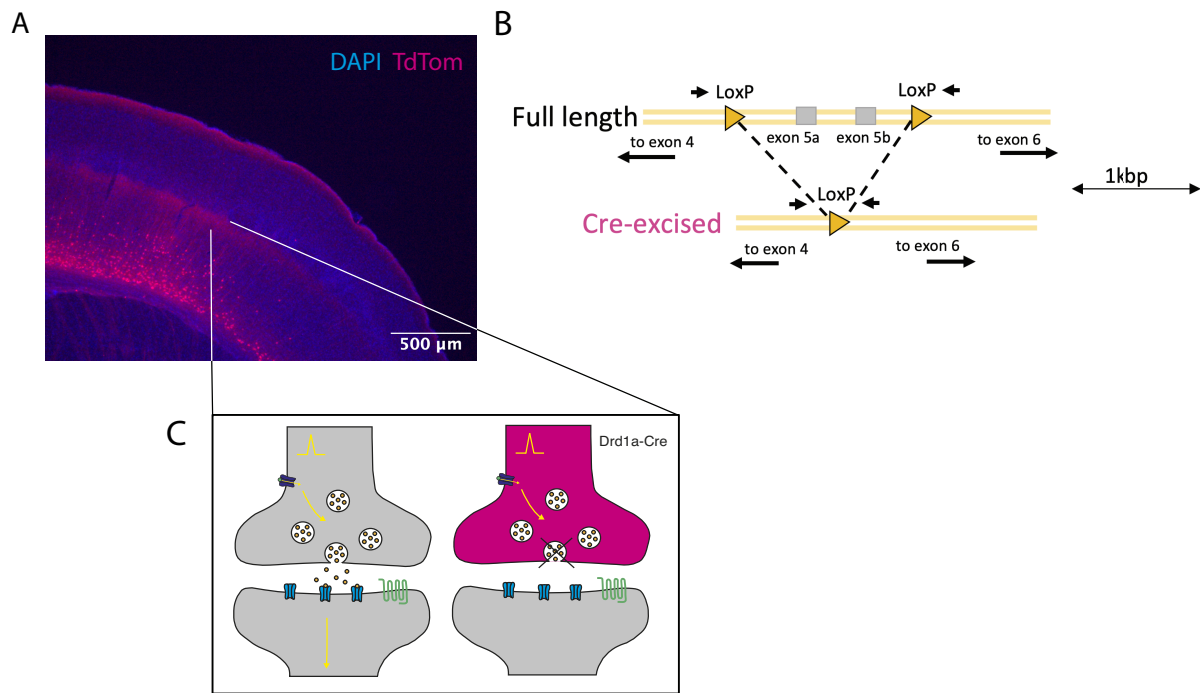 A
DAPI TdTom
500 µm
B
LoxP LoxP
Full length
exon 5a exon 5b
to exon 4 to exon 6
1kbp
LoxP
Cre-excised
to exon 4 to exon 6
C
Drd1a-Cre